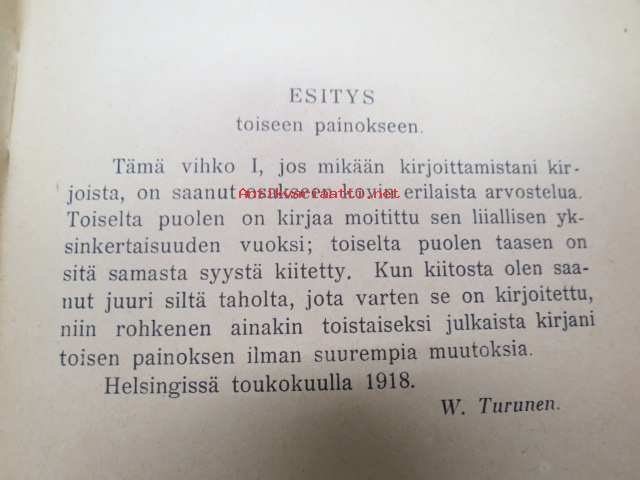 ESITYS
toiseen painokseen.
Tämä vihko I, jos mikään kirjoittamistani kir-
joista, on saanut osakseen kovin erilaista arvostelua.
Toiselta puolen on kirjaa moitittu sen liiallisen yk-
sinkertaisuuden vuoksi; toiselta puolen taasen on
sitä samasta syystä kiitetty. Kun kiitosta olen saa-
nut juuri siltä taholta, jota varten se on kirjoitettu,
niin rohkenen ainakin toistaiseksi julkaista kirjani
toisen painoksen ilman suurempia muutoksia.
Helsingissä toukokuulla 1918.
W. Turunen.